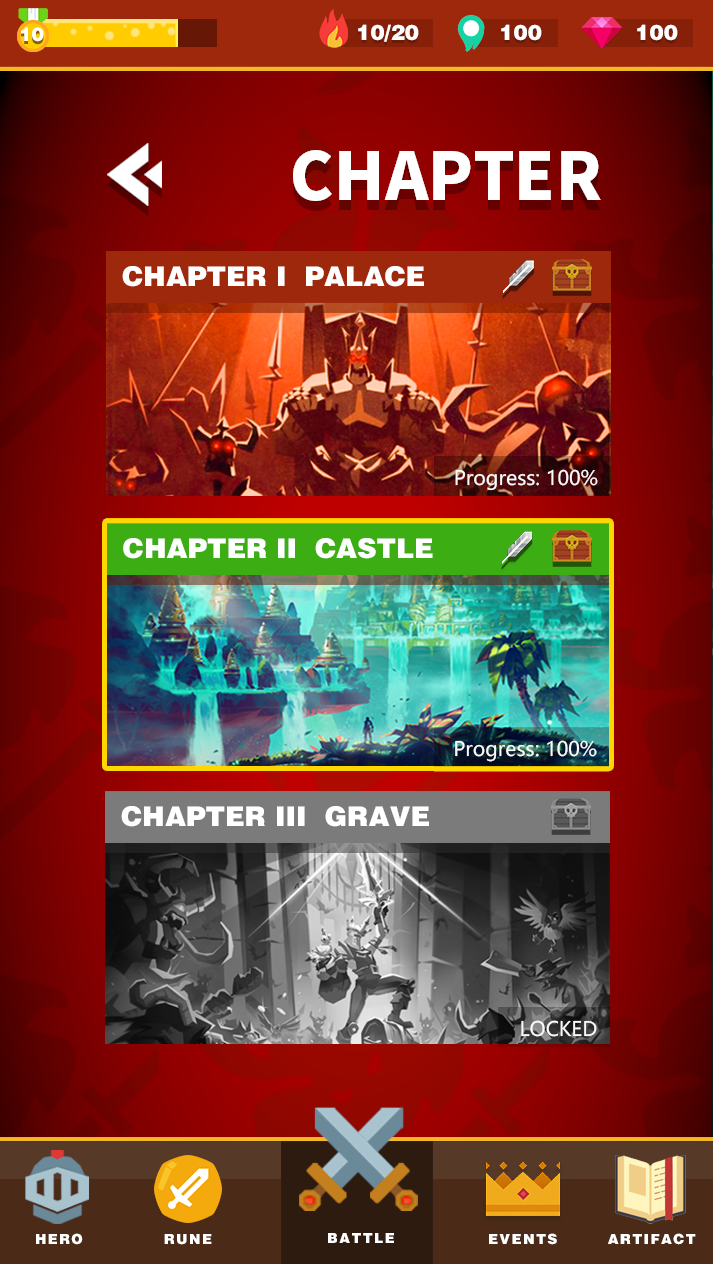 10
10/20
100
100
CHAPTER
CHAPTER I PALACE
Progress: 100%
CHAPTER II CASTLE
Progress: 100%
CHAPTER III GRAVE
LOCKED
HERO
RUNE
BATTLE
EVENTS
ARTIFACT